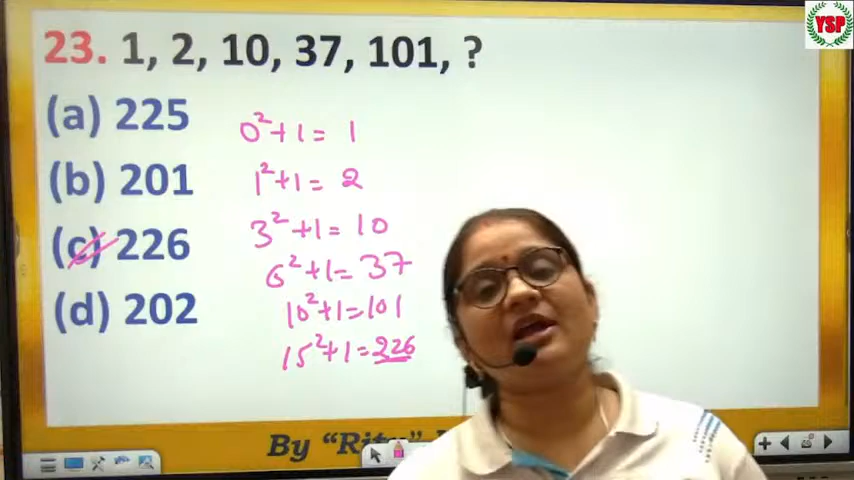 YSP
23. 1, 2, 10, 37, 101, ?
(a) 225
(b) 201
(c) 226
(d) 202
0²+1= 1
1²+1= 2
3²+1=10
6²+1=37
10²+1=101
15²+1=226
By "Ritu"